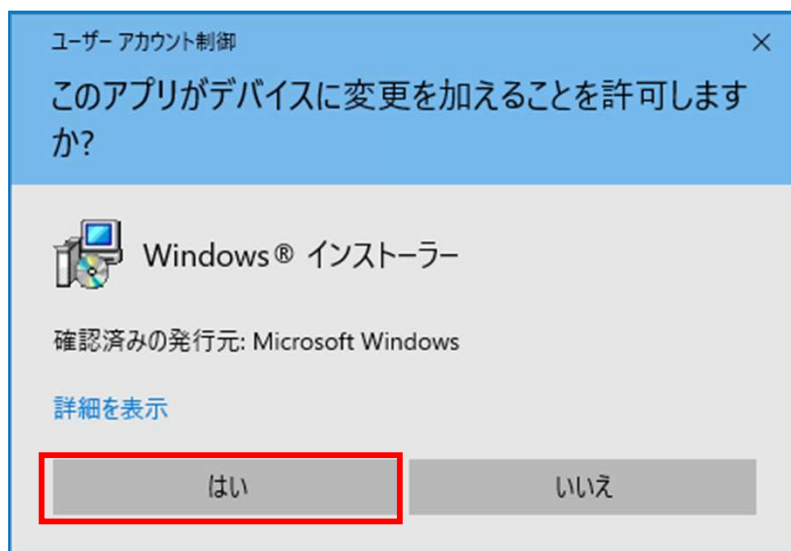 ユーザー アカウント制御
このアプリがデバイスに変更を加えることを許可します
か?
Windows® インストーラー
確認済みの発行元: Microsoft Windows
詳細を表示
はい
いいえ